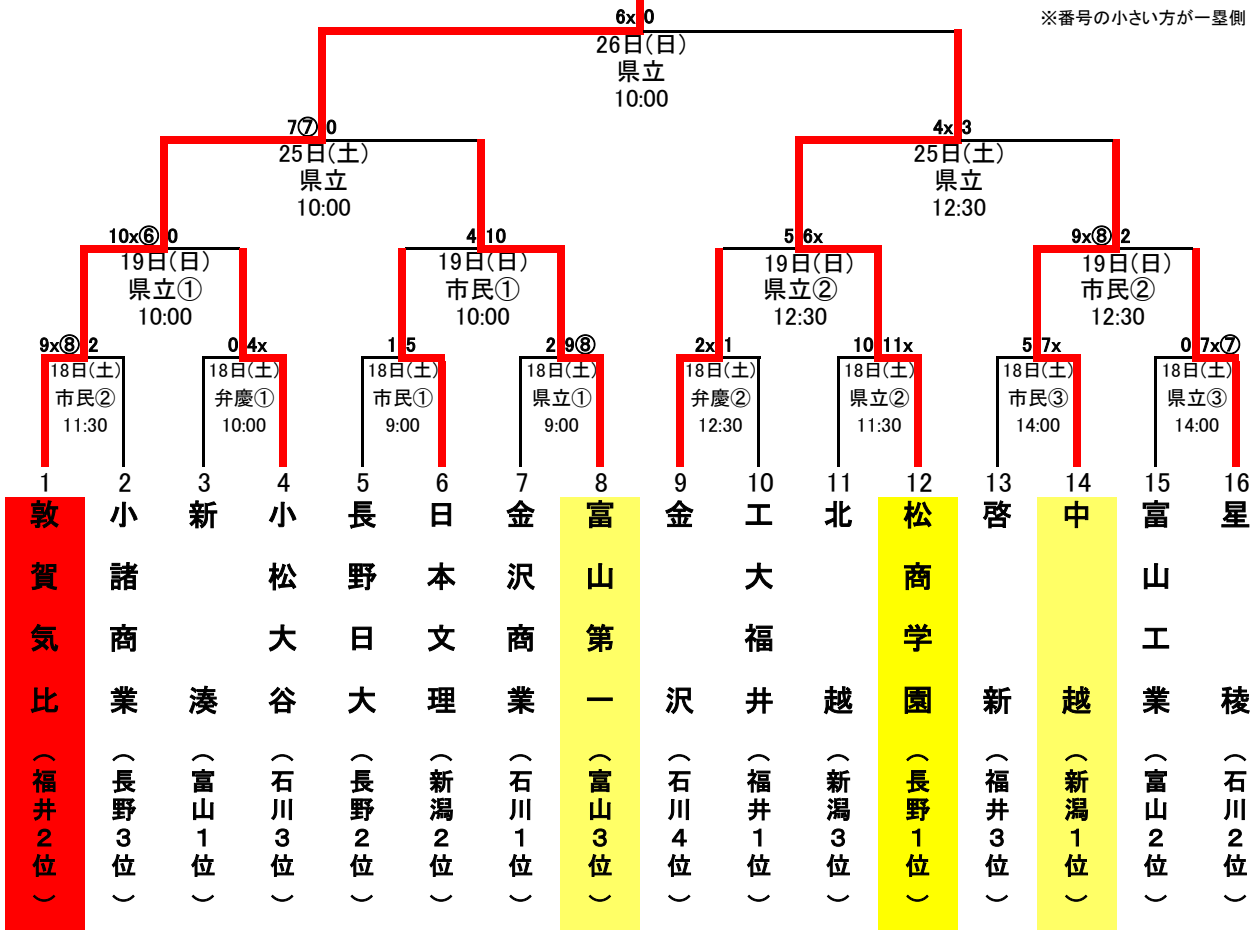 ※番号の小さい方が一塁側
6x 0
26日(日)
県立
10:00
7⑦ 0
25日(土)
県立
10:00
4x 3
25日(土)
県立
12:30
10x⑥ 0
19日(日)
県立①
10:00
4 10
19日(日)
市民①
10:00
5 6x
19日(日)
県立②
12:30
9x⑧ 2
19日(日)
市民②
12:30
9x⑧ 2
18日(土)
市民②
11:30
0 4x
18日(土)
弁慶①
10:00
1 5
18日(土)
市民①
9:00
2 9⑧
18日(土)
県立①
9:00
2x 1
18日(土)
弁慶②
12:30
10 11x
18日(土)
県立②
11:30
5 7x
18日(土)
市民③
14:00
0 7x⑦
18日(土)
県立③
14:00
1
敦賀気比
(福井2位)
2
小諸商業
(長野3位)
3
新湊
(富山1位)
4
小松大谷
(石川3位)
5
長野日大
(長野2位)
6
日本文理
(新潟2位)
7
金沢商業
(石川1位)
8
富山第一
(富山3位)
9
金沢
(石川4位)
10
工大福井
(福井1位)
11
北越
(新潟3位)
12
松商学園
(長野1位)
13
啓新
(福井3位)
14
中越
(新潟1位)
15
富山工業
(富山2位)
16
星稜
(石川2位)